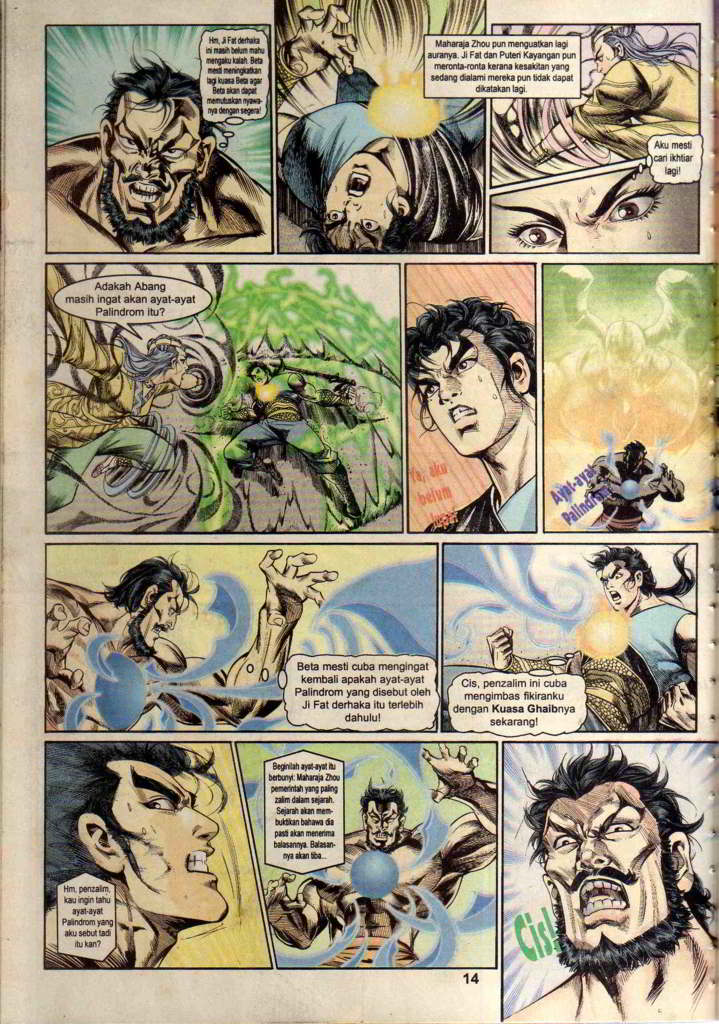 Hm, Ji Fat derhaka
ini masih belum mahu
mengaku kalah. Beta
mesti meningkatkan
lagi kuasa Beta agar
Beta akan dapat
memutuskan nyawa-
nya dengan segera!
Maharaja Zhou pun menguatkan lagi
auranya. Ji Fat dan Puteri Kayangan pun
meronta-ronta kerana kesakitan yang
sedang dialami mereka pun tidak dapat
dikatakan lagi.
Aku mesti
cari ikhtiar
lagi!
Adakah Abang
masih ingat akan ayat-ayat
Palindrom itu?
Ya, aku
belum
lupa!
Ayat-ayat
Palindrom
Beta mesti cuba mengingat
kembali apakah ayat-ayat
Palindrom yang disebut oleh
Ji Fat derhaka itu terlebih
dahulu!
Cis, penzalim ini cuba
mengimbas fikiranku
dengan Kuasa Ghaibnya
sekarang!
Hm, penzalim,
kau ingin tahu
ayat-ayat
Palindrom yang
aku sebut tadi
itu kan?
Beginilah ayat-ayat itu
berbunyi: Maharaja Zhou
pemerintah yang paling
zalim dalam sejarah.
Sejarah akan mem-
buktikan bahawa dia
pasti akan menerima
balasannya. Balasan-
nya akan tiba...
Cis!
14